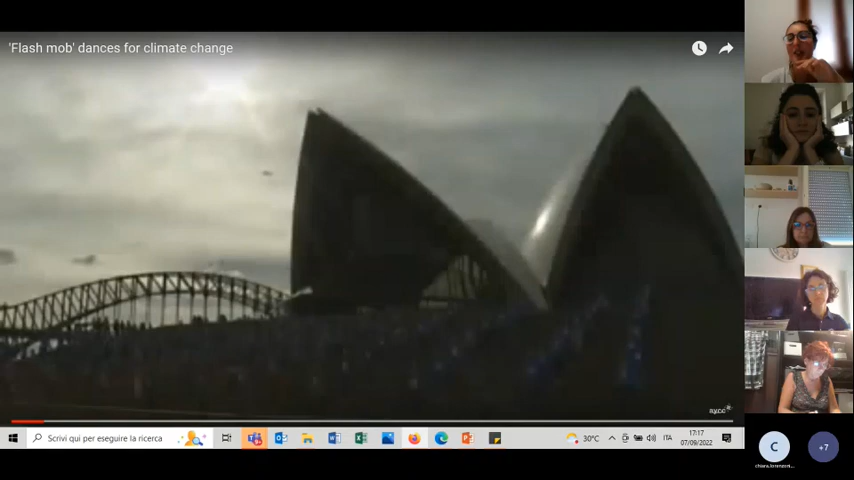 'Flash mob' dances for climate change
Scrivi qui per eseguire la ricerca
30°C
ITA
17:17
07/09/2022
C
+7